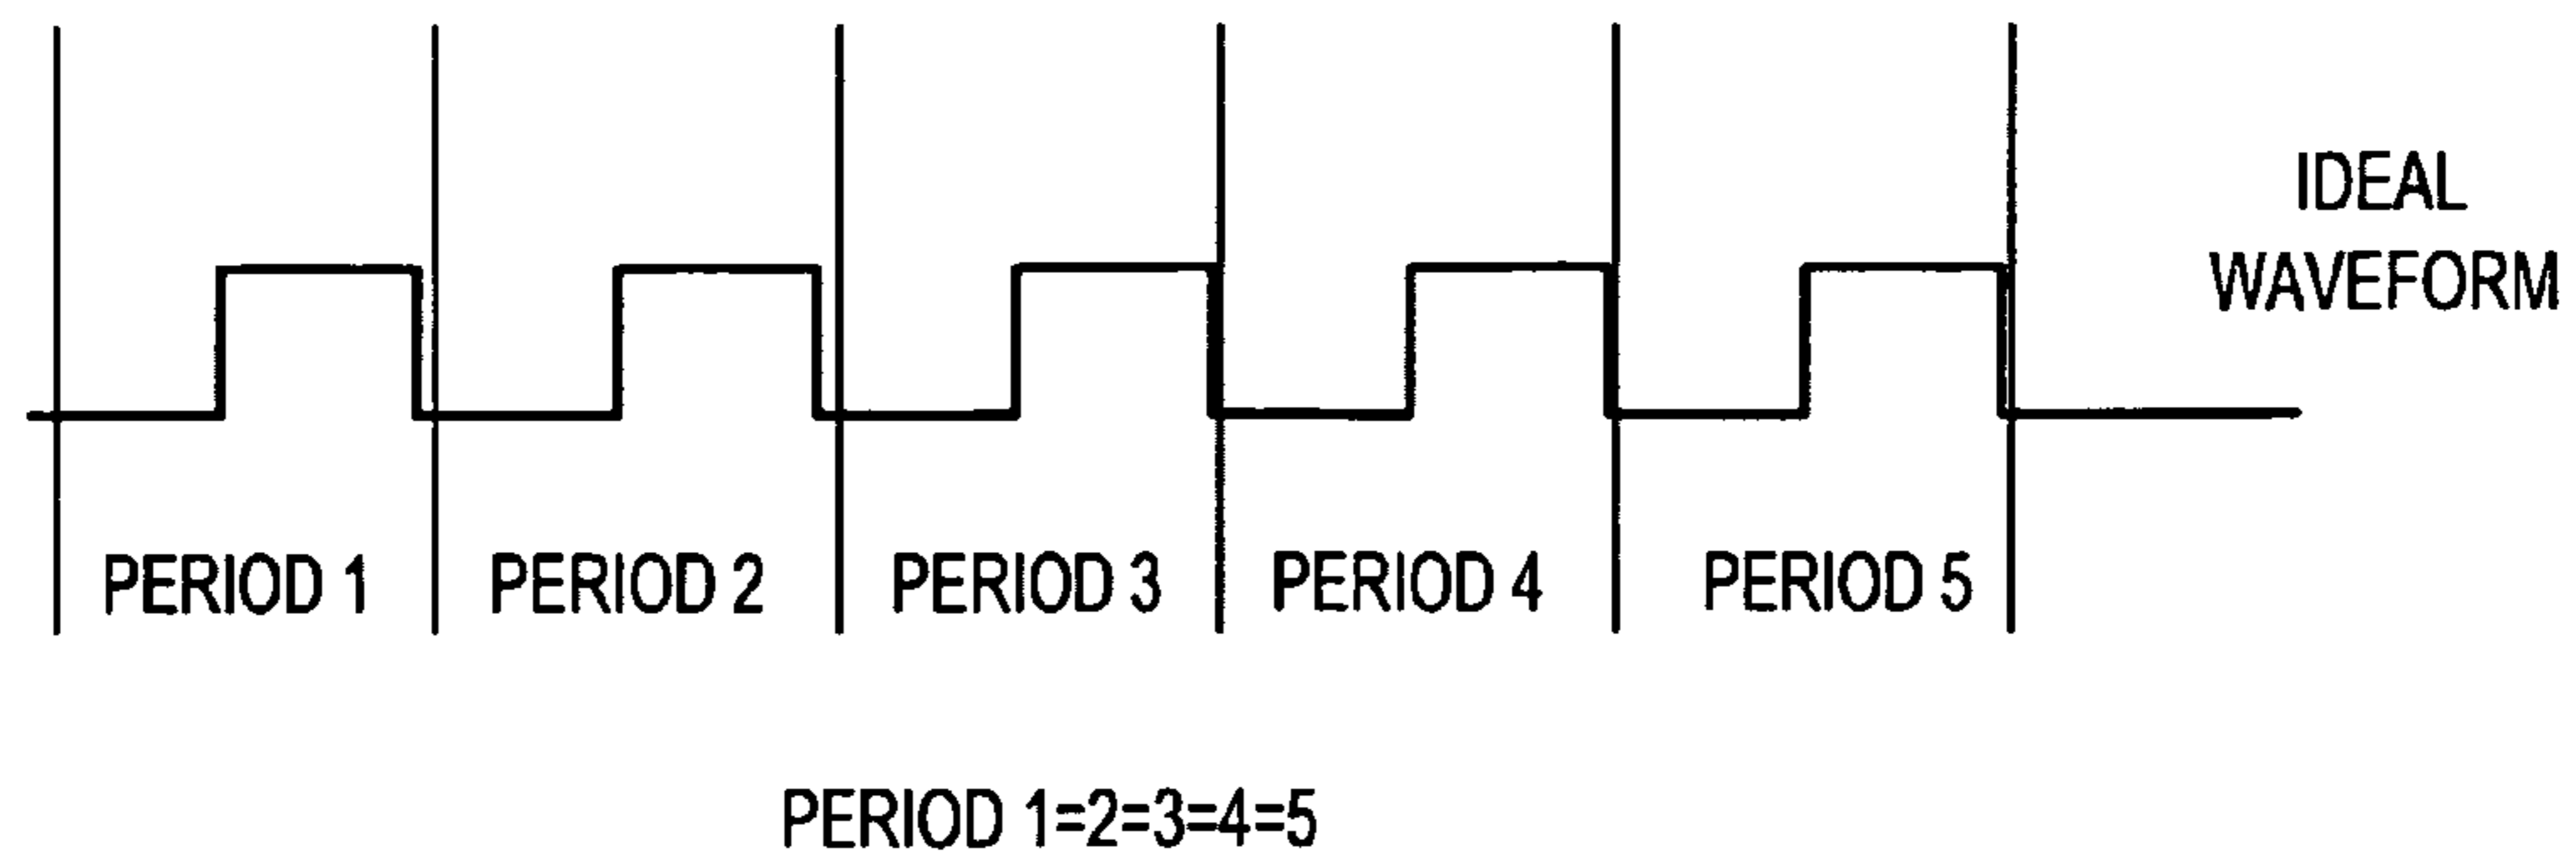 IDEAL
WAVEFORM
PERIOD 1
PERIOD 2
PERIOD 3
PERIOD 4
PERIOD 5
PERIOD 1=2=3=4=5